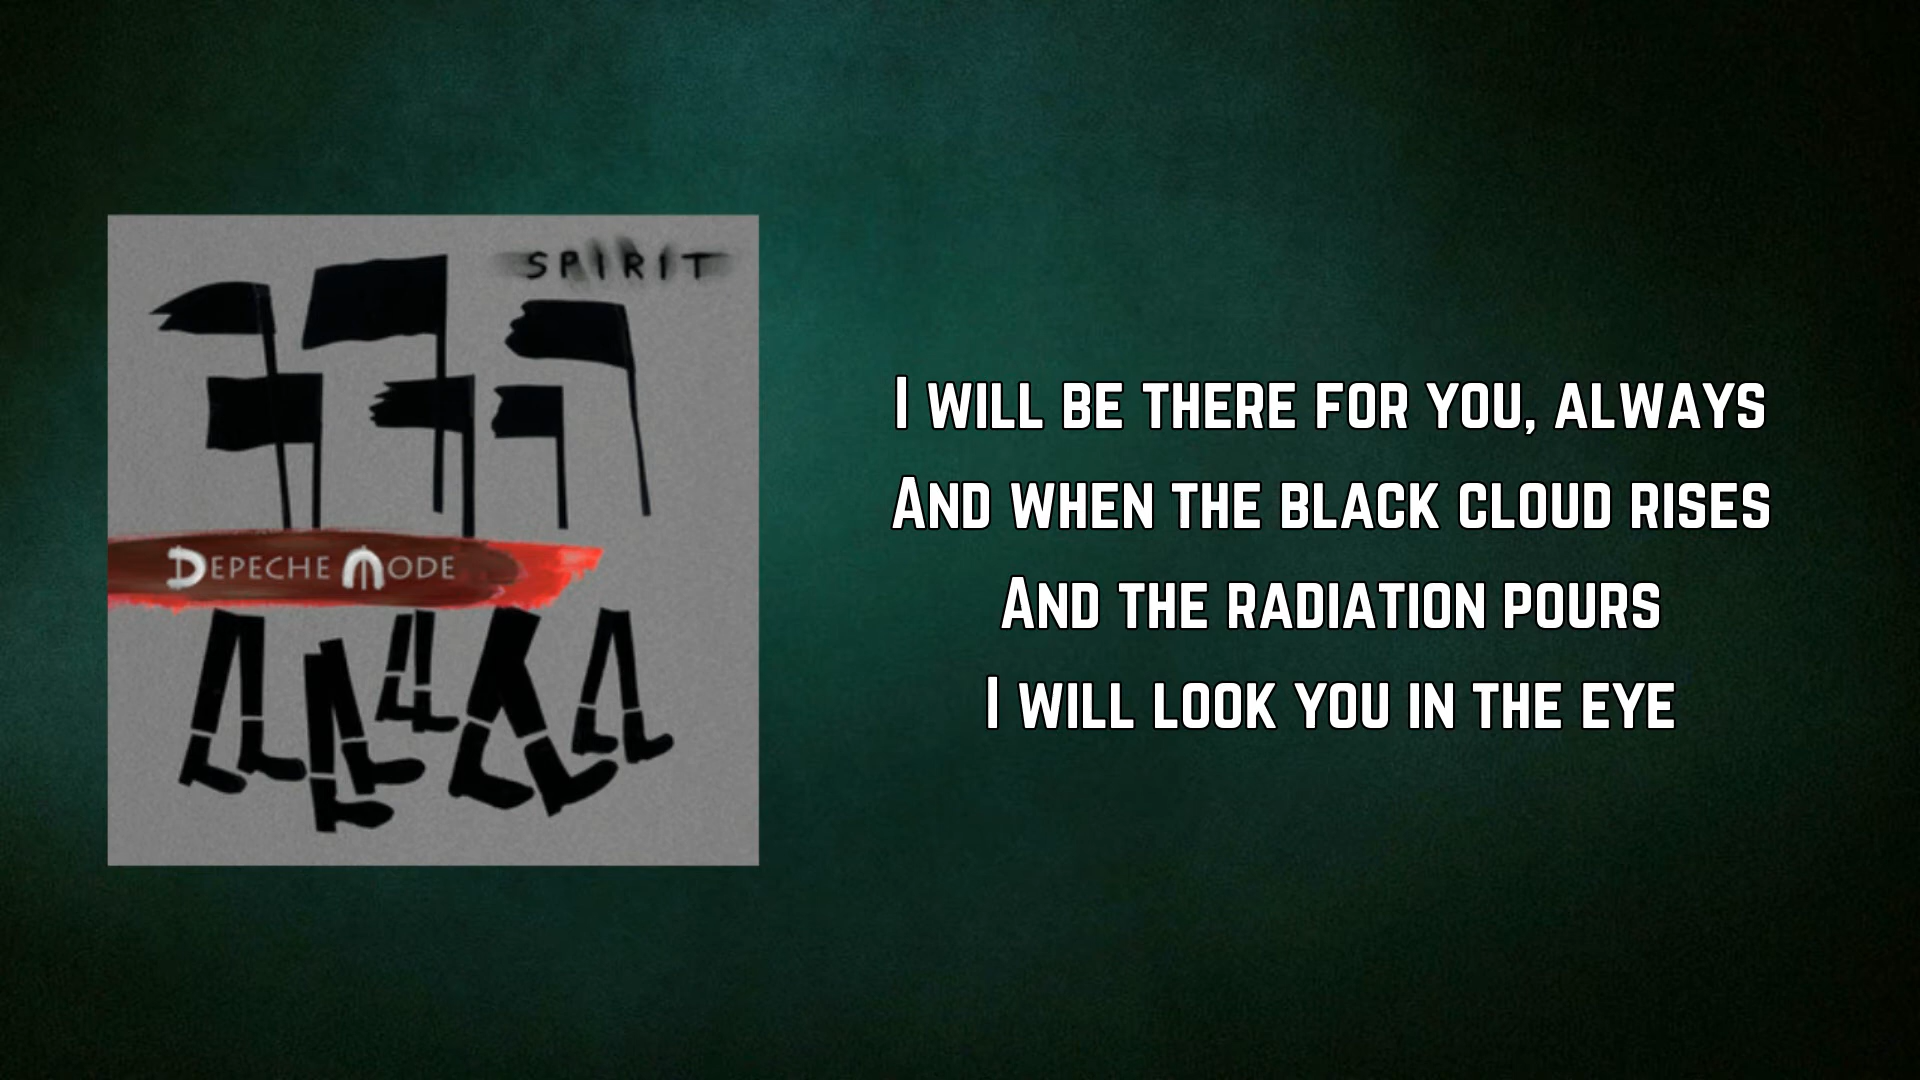 SPIRIT
DEPECHE MODE
I WILL BE THERE FOR YOU, ALWAYS
AND WHEN THE BLACK CLOUD RISES
AND THE RADIATION POURS
I WILL LOOK YOU IN THE EYE